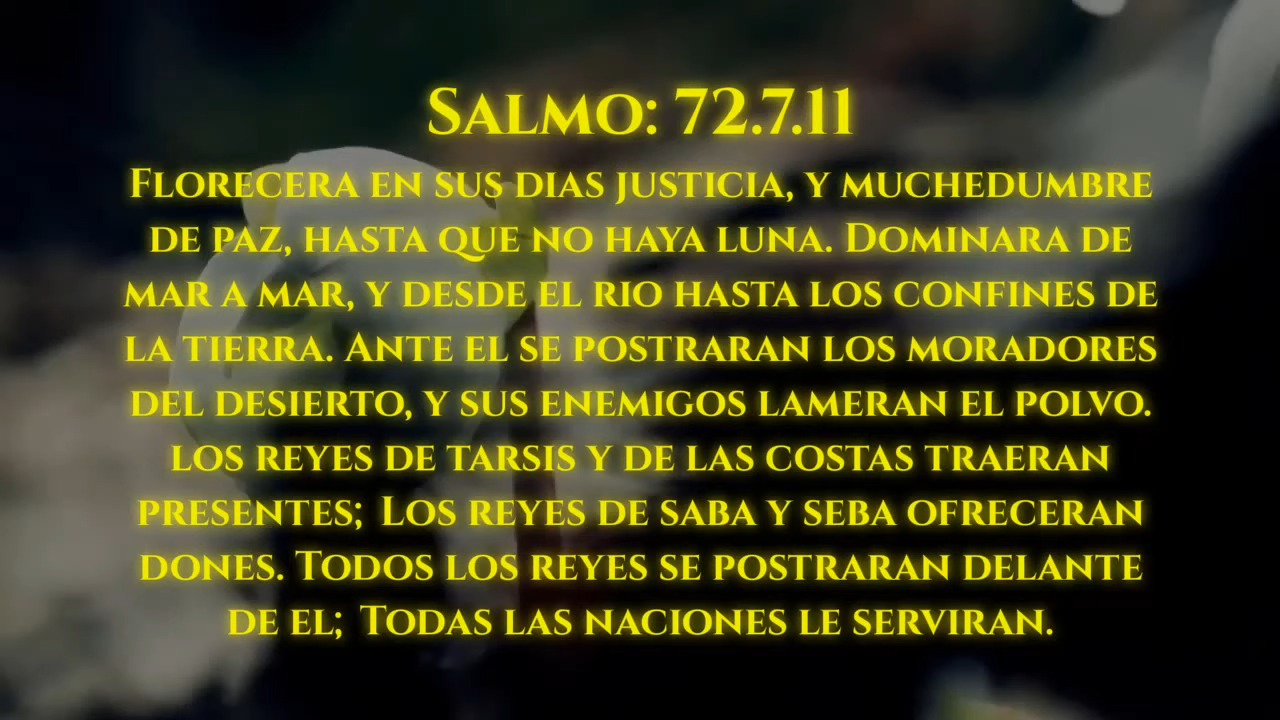 Salmo: 72.7.11
Florecera en sus dias justicia, y muchedumbre
de paz, hasta que no haya luna. Dominara de
mar a mar, y desde el rio hasta los confines de
la tierra. Ante el se postraran los moradores
del desierto, y sus enemigos lameran el polvo.
los reyes de tarsis y de las costas traeran
presentes; Los reyes de saba y seba ofreceran
dones. Todos los reyes se postraran delante
de el; Todas las naciones le serviran.